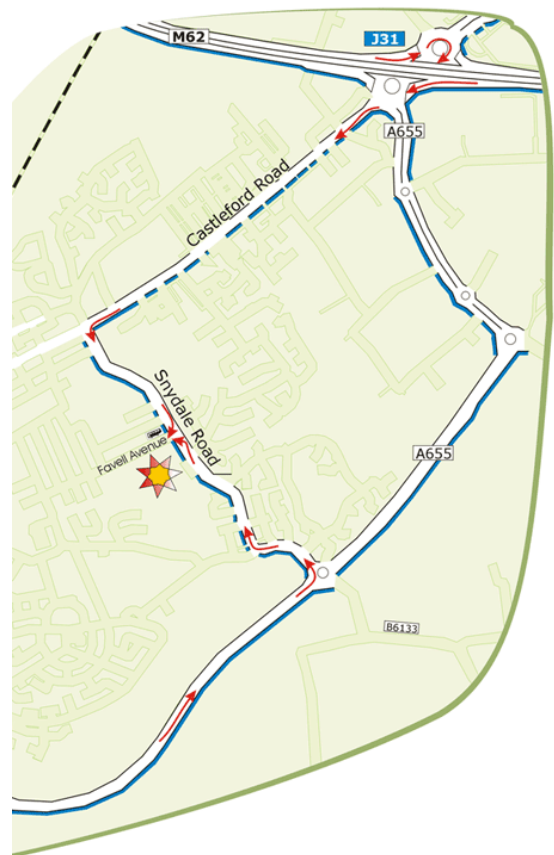 M62
J31
A655
Castleford Road
Snydale Road
Favell Avenue
A655
B6133